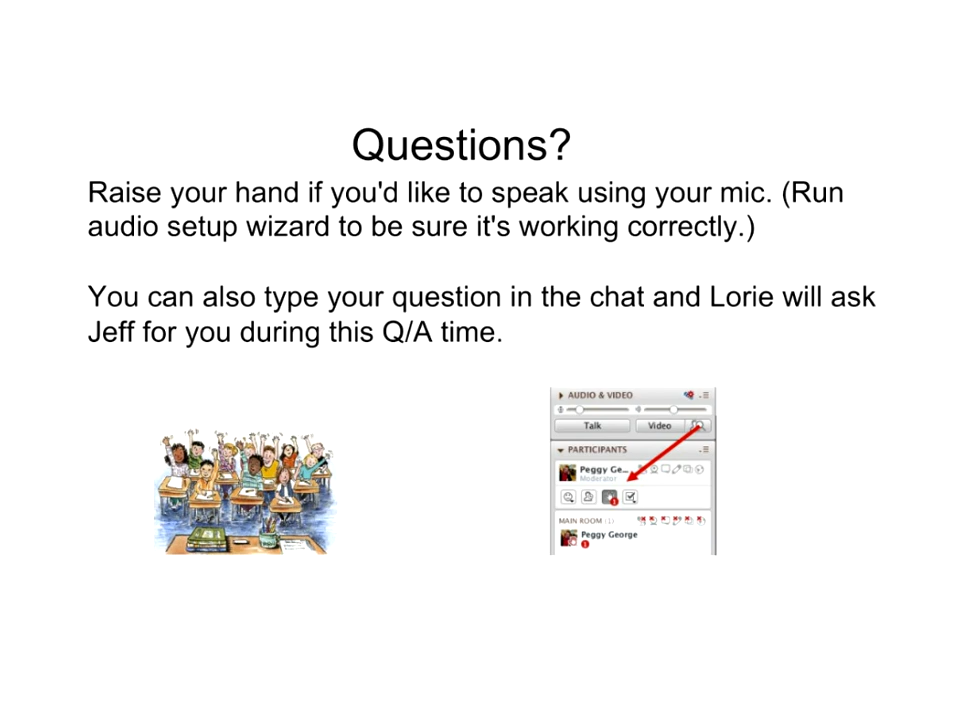 Questions?
Raise your hand if you'd like to speak using your mic. (Run
audio setup wizard to be sure it's working correctly.)
You can also type your question in the chat and Lorie will ask
Jeff for you during this Q/A time.
AUDIO & VIDEO
Talk
Video
PARTICIPANTS
Peggy Ge...
Moderator
1
MAIN ROOM (1)
Peggy George
1